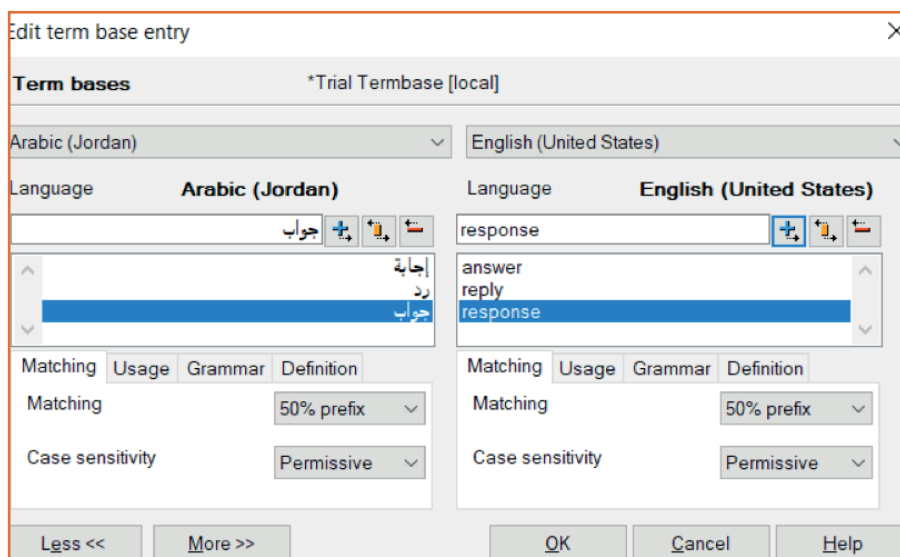 Edit term base entry
Term bases *Trial Termbase [local]
Arabic (Jordan) English (United States)
Language Arabic (Jordan) Language English (United States)
جواب response
إجابة answer
رد reply
جواب response
Matching Usage Grammar Definition Matching Usage Grammar Definition
Matching 50% prefix Matching 50% prefix
Case sensitivity Permissive Case sensitivity Permissive
Less << More >> OK Cancel Help